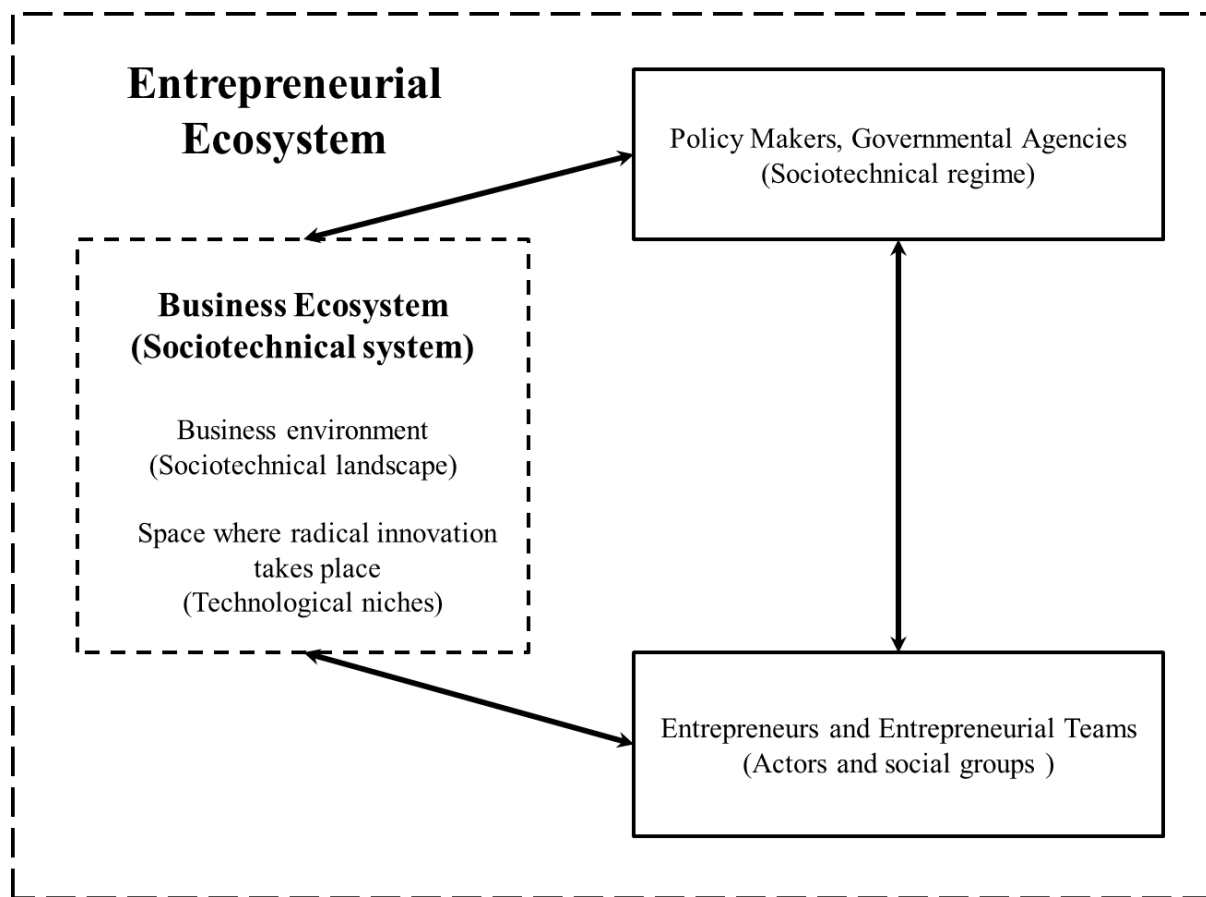 Entrepreneurial
Ecosystem
Policy Makers, Governmental Agencies
(Sociotechnical regime)
Business Ecosystem
(Sociotechnical system)
Business environment
(Sociotechnical landscape)
Space where radical innovation
takes place
(Technological niches)
Entrepreneurs and Entrepreneurial Teams
(Actors and social groups )